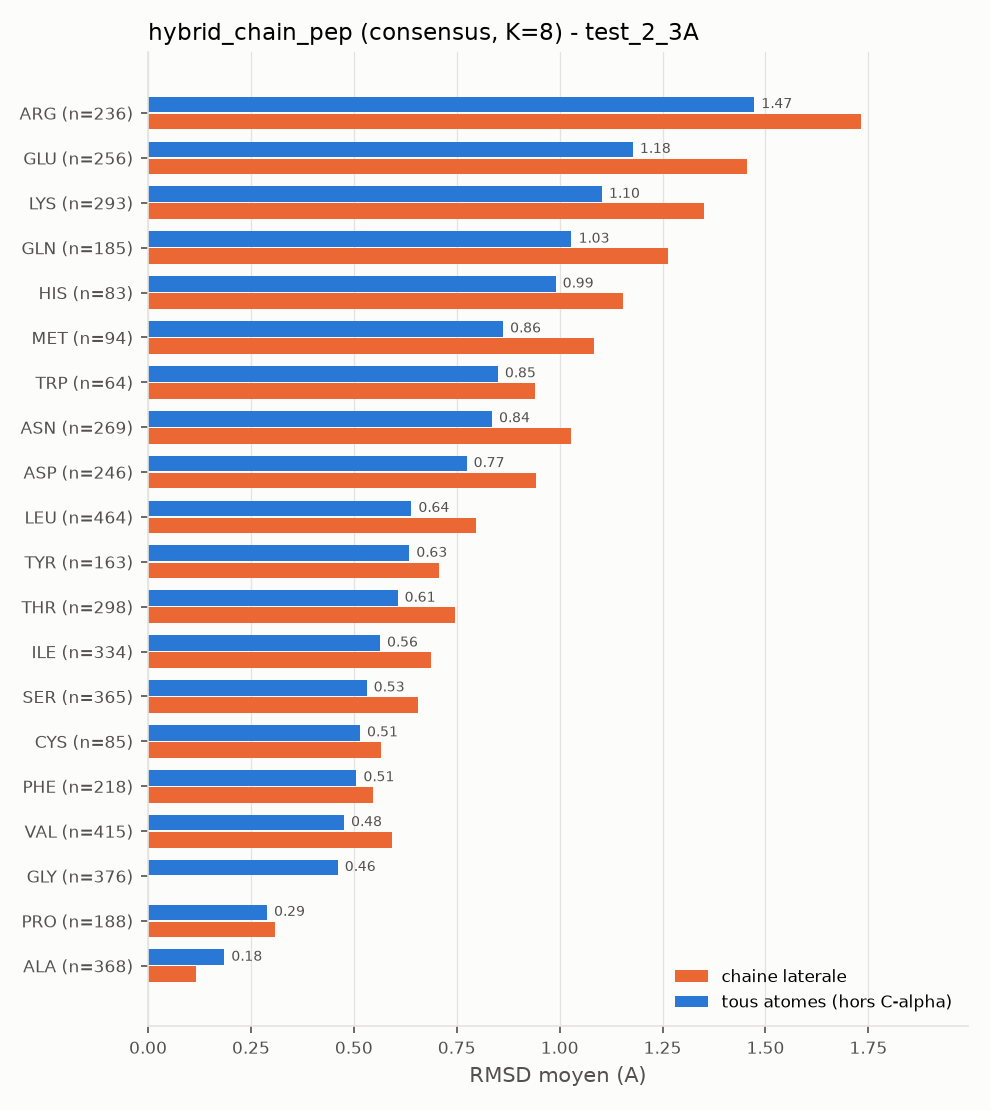 hybrid_chain_pep (consensus, K=8) - test_2_3A
ARG (n=236)
1.47
GLU (n=256)
1.18
LYS (n=293)
1.10
GLN (n=185)
1.03
HIS (n=83)
0.99
MET (n=94)
0.86
TRP (n=64)
0.85
ASN (n=269)
0.84
ASP (n=246)
0.77
LEU (n=464)
0.64
TYR (n=163)
0.63
THR (n=298)
0.61
ILE (n=334)
0.56
SER (n=365)
0.53
CYS (n=85)
0.51
PHE (n=218)
0.51
VAL (n=415)
0.48
GLY (n=376)
0.46
PRO (n=188)
0.29
ALA (n=368)
0.18
chaine laterale
tous atomes (hors C-alpha)
0.00 0.25 0.50 0.75 1.00 1.25 1.50 1.75
RMSD moyen (A)